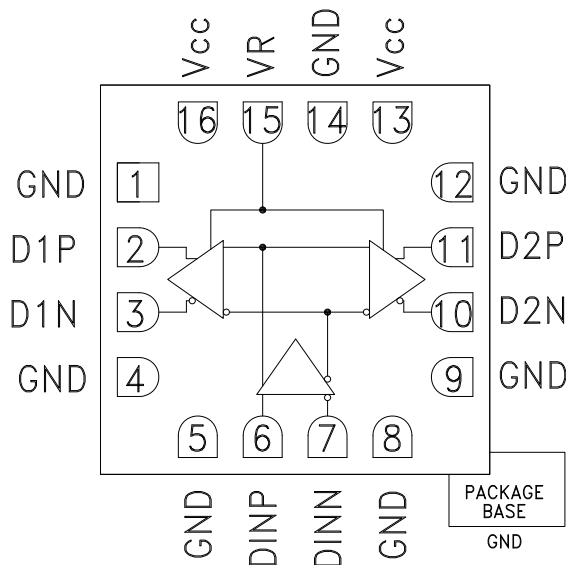 Vcc VR GND Vcc
16 15 14 13
GND 1 12 GND
D1P 2 11 D2P
D1N 3 10 D2N
GND 4 9 GND
5 6 7 8
GND DINP DINN GND
PACKAGE
BASE
GND